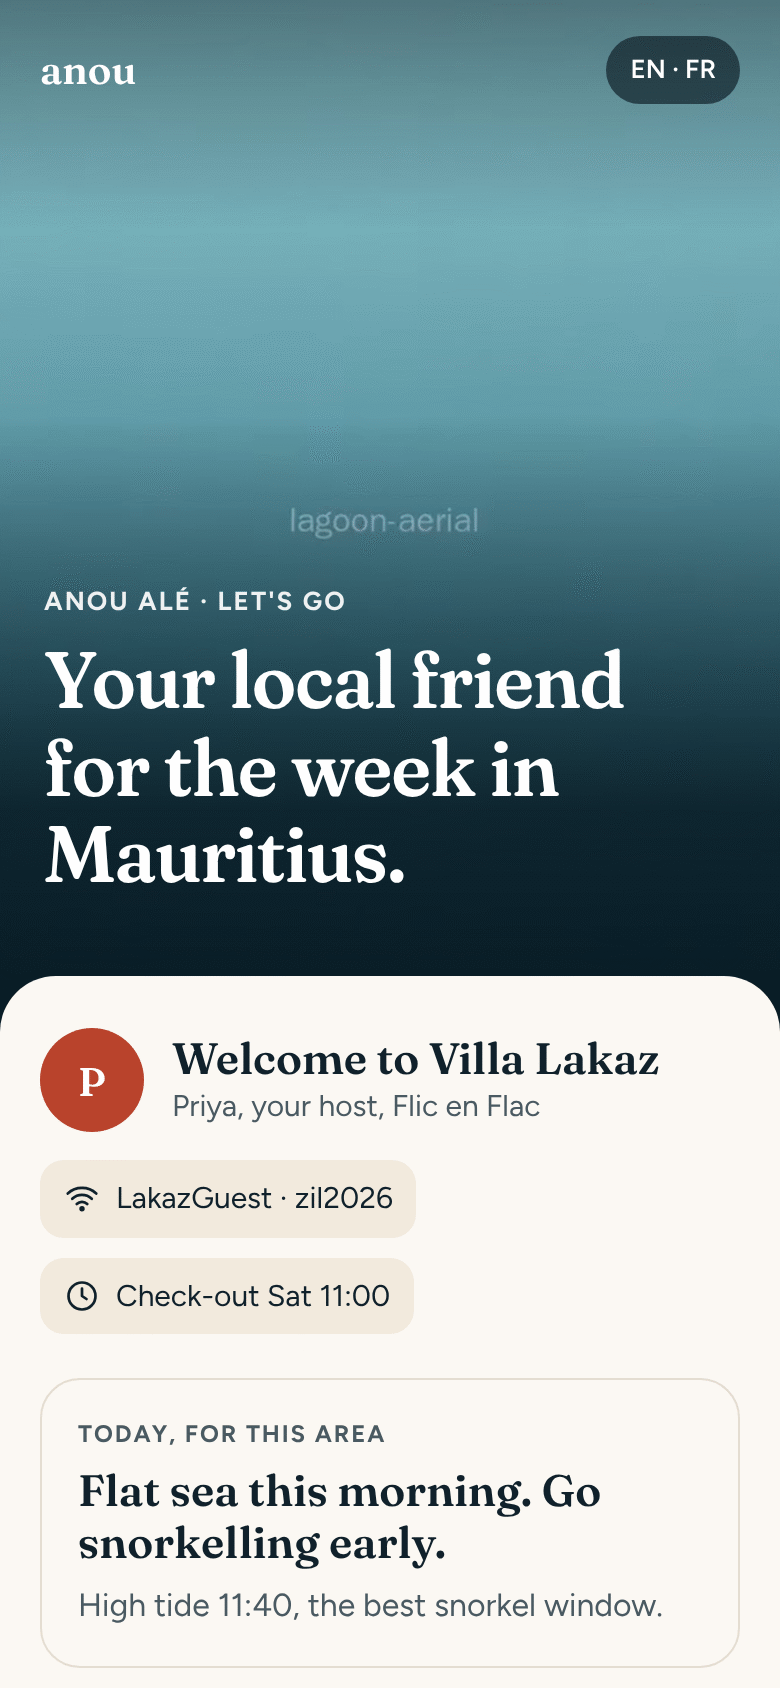 anou
EN · FR
lagoon-aerial
ANOU ALÉ · LET'S GO
Your local friend
for the week in
Mauritius.
P
Welcome to Villa Lakaz
Priya, your host, Flic en Flac
LakazGuest · zil2026
Check-out Sat 11:00
TODAY, FOR THIS AREA
Flat sea this morning. Go
snorkelling early.
High tide 11:40, the best snorkel window.